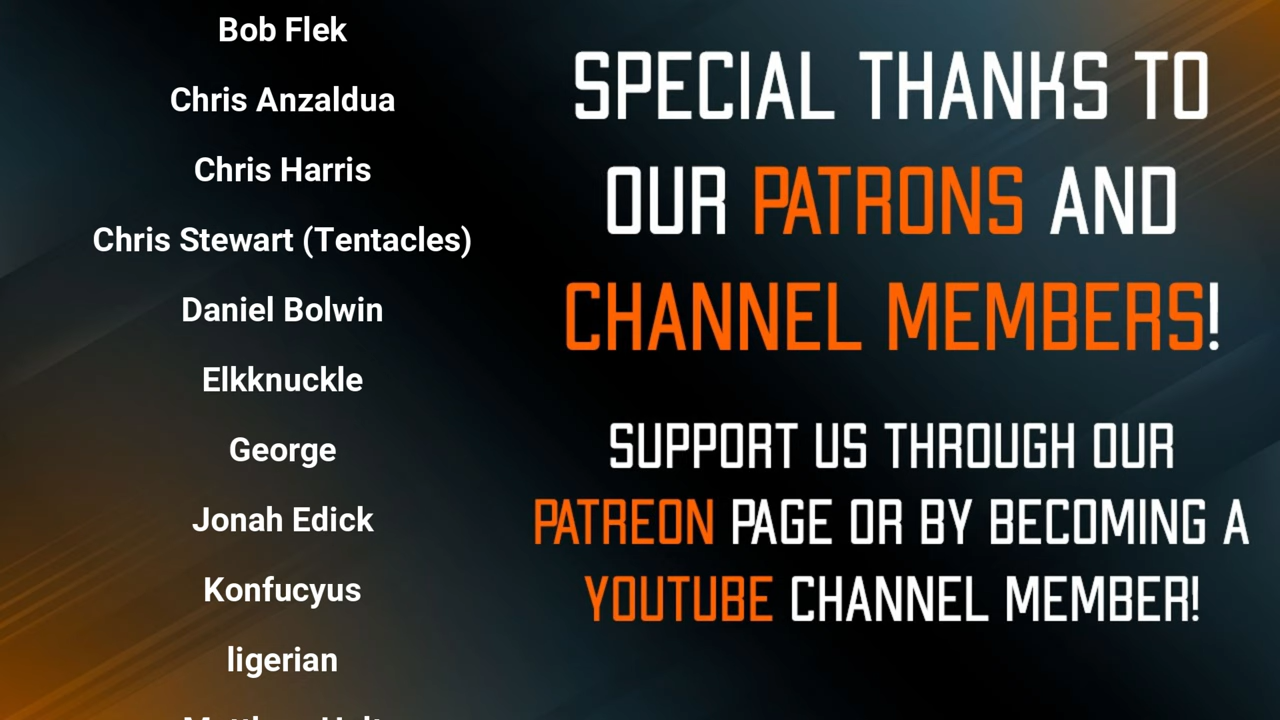 Bob Flek
Chris Anzaldua
Chris Harris
Chris Stewart (Tentacles)
Daniel Bolwin
Elkknuckle
George
Jonah Edick
Konfucyus
ligerian
SPECIAL THANKS TO
OUR PATRONS AND
CHANNEL MEMBERS!
SUPPORT US THROUGH OUR
PATREON PAGE OR BY BECOMING A
YOUTUBE CHANNEL MEMBER!